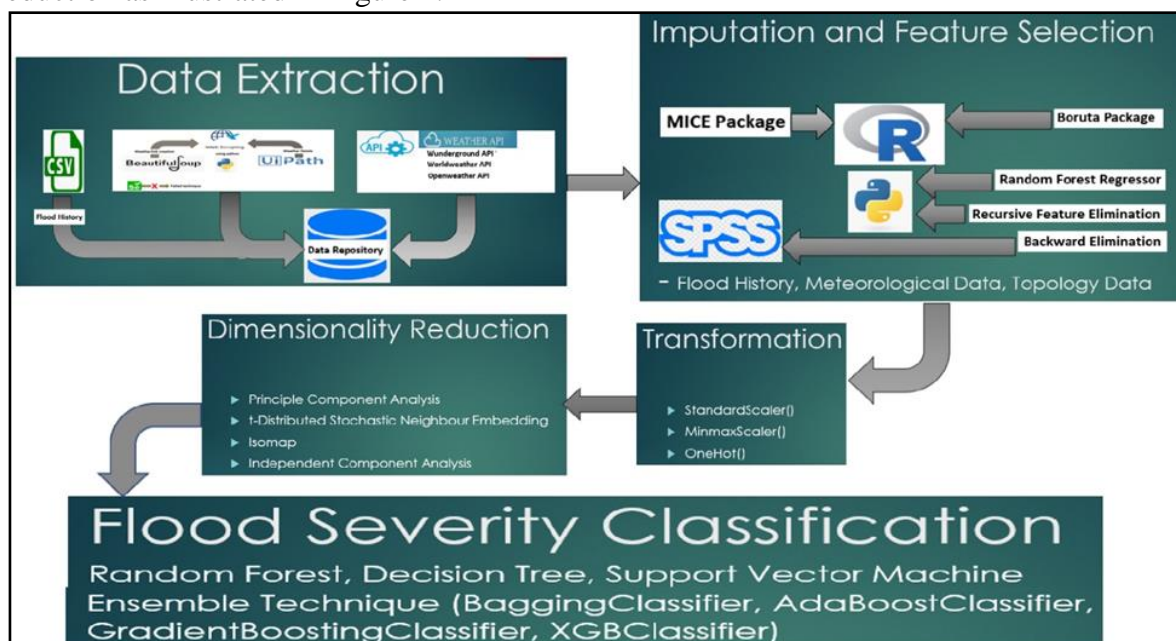 Data Extraction
CSV
Flood History
BeautifulSoup
UiPath
API
WEATHER API
Wunderground API
Worldweather API
Openweather API
Data Repository
Imputation and Feature Selection
MICE Package
R
Boruta Package
Random Forest Regressor
Recursive Feature Elimination
SPSS
Backward Elimination
- Flood History, Meteorological Data, Topology Data
Transformation
StandardScaler()
MinmaxScaler()
OneHot()
Dimensionality Reduction
Principle Component Analysis
t-Distributed Stochastic Neighbour Embedding
Isomap
Independent Component Analysis
Flood Severity Classification
Random Forest, Decision Tree, Support Vector Machine
Ensemble Technique (BaggingClassifier, AdaBoostClassifier,
GradientBoostingClassifier, XGBClassifier)